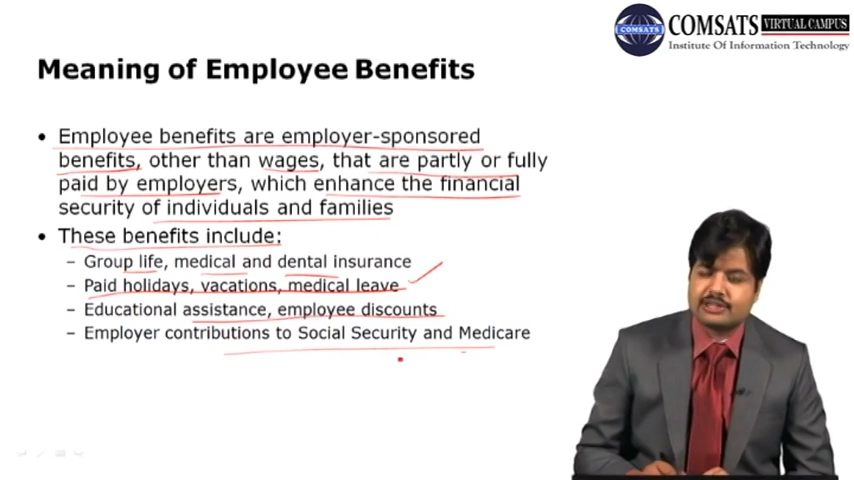 COMSATS VIRTUAL CAMPUS
COMSATS
Institute Of Information Technology
Meaning of Employee Benefits
• Employee benefits are employer-sponsored
benefits, other than wages, that are partly or fully
paid by employers, which enhance the financial
security of individuals and families
• These benefits include:
– Group life, medical and dental insurance
– Paid holidays, vacations, medical leave
– Educational assistance, employee discounts
– Employer contributions to Social Security and Medicare